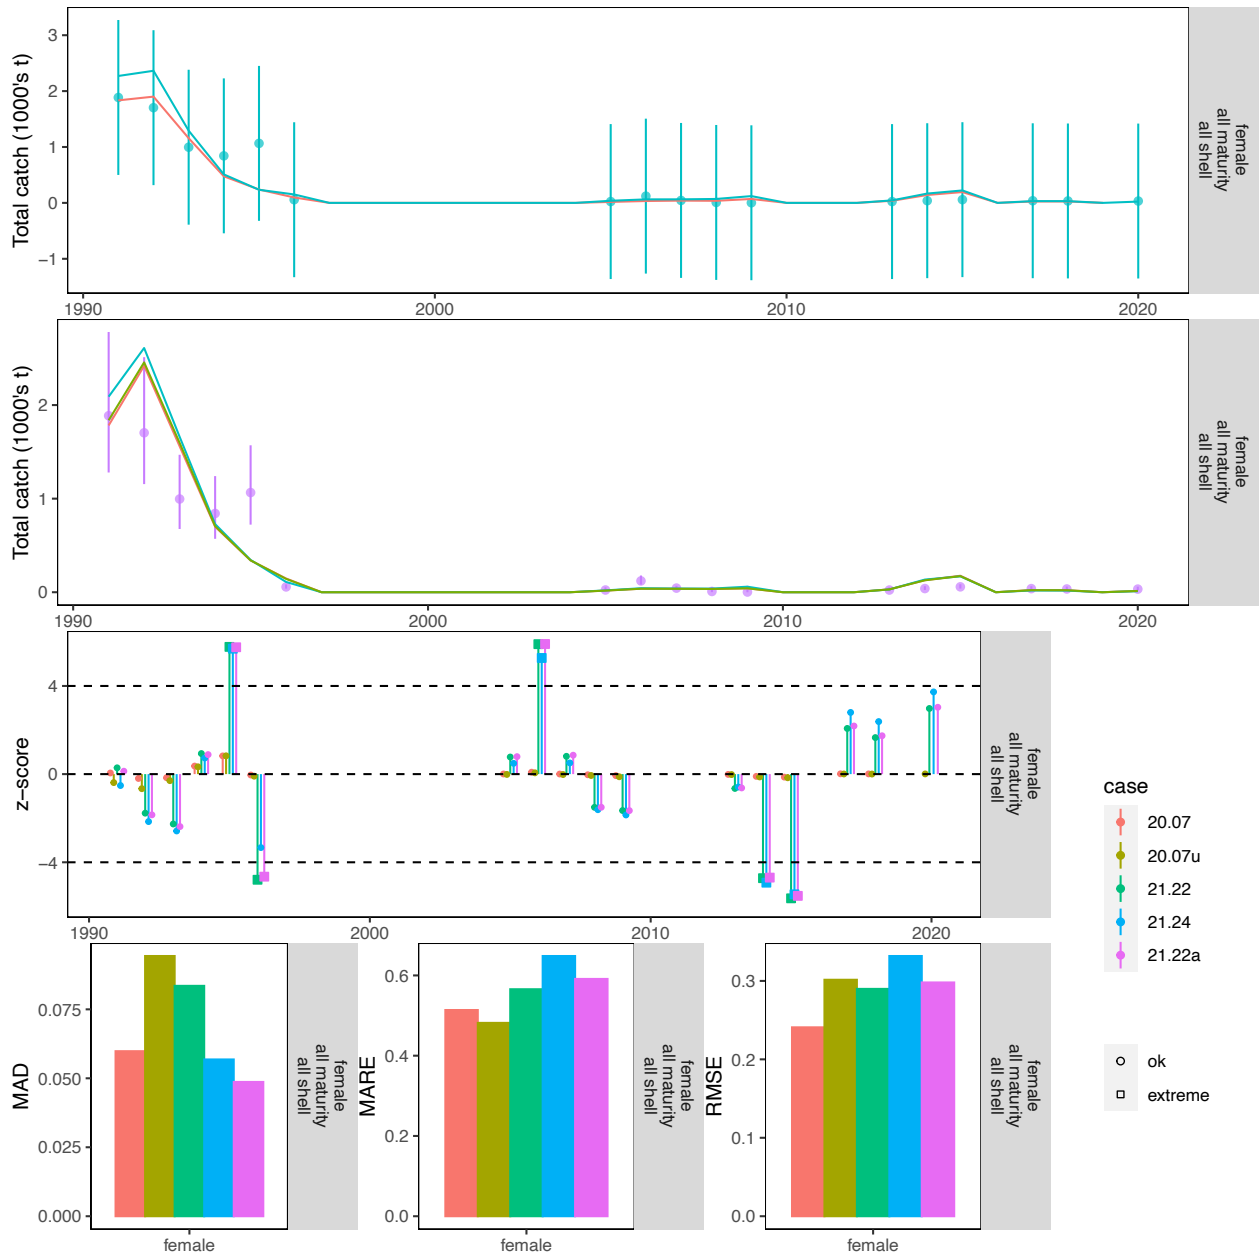 Total catch (1000's t)
3
2
1
0
−1
1990
2000
2010
2020
female
all maturity
all shell
Total catch (1000's t)
2
1
0
1990
2000
2010
2020
female
all maturity
all shell
z−score
4
0
−4
1990
2000
2010
2020
female
all maturity
all shell
case
20.07
20.07u
21.22
21.24
21.22a
ok
extreme
MAD
0.075
0.050
0.025
0.000
female
female
all maturity
all shell
MARE
0.6
0.4
0.2
0.0
female
female
all maturity
all shell
RMSE
0.3
0.2
0.1
0.0
female
female
all maturity
all shell